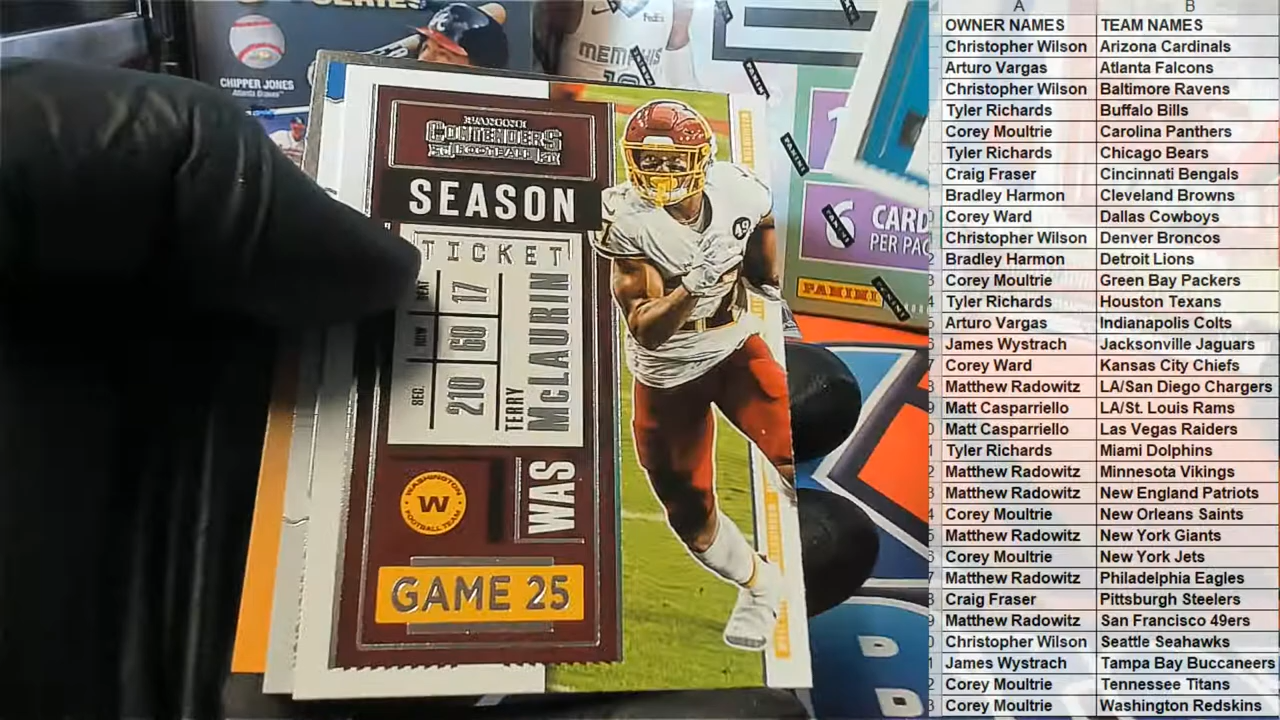 SERIES
CHIPPER JONES
Atlanta Braves
MEMPHIS
FedEx
PANINI
CONTENDERS
FOOTBALL
SEASON
TICKET
SEAT
17
ROW
60
SEC.
210
TERRY
McLAURIN
WASHINGTON
W
FOOTBALL TEAM
WAS
GAME 25
49
6 CARD
PER PAC
PANINI
A B
OWNER NAMES TEAM NAMES
Christopher Wilson Arizona Cardinals
Arturo Vargas Atlanta Falcons
Christopher Wilson Baltimore Ravens
Tyler Richards Buffalo Bills
Corey Moultrie Carolina Panthers
Tyler Richards Chicago Bears
Craig Fraser Cincinnati Bengals
Bradley Harmon Cleveland Browns
Corey Ward Dallas Cowboys
Christopher Wilson Denver Broncos
Bradley Harmon Detroit Lions
Corey Moultrie Green Bay Packers
Tyler Richards Houston Texans
Arturo Vargas Indianapolis Colts
James Wystrach Jacksonville Jaguars
Corey Ward Kansas City Chiefs
Matthew Radowitz LA/San Diego Chargers
Matt Casparriello LA/St. Louis Rams
Matt Casparriello Las Vegas Raiders
Tyler Richards Miami Dolphins
Matthew Radowitz Minnesota Vikings
Matthew Radowitz New England Patriots
Corey Moultrie New Orleans Saints
Matthew Radowitz New York Giants
Corey Moultrie New York Jets
Matthew Radowitz Philadelphia Eagles
Craig Fraser Pittsburgh Steelers
Matthew Radowitz San Francisco 49ers
Christopher Wilson Seattle Seahawks
James Wystrach Tampa Bay Buccaneers
Corey Moultrie Tennessee Titans
Corey Moultrie Washington Redskins